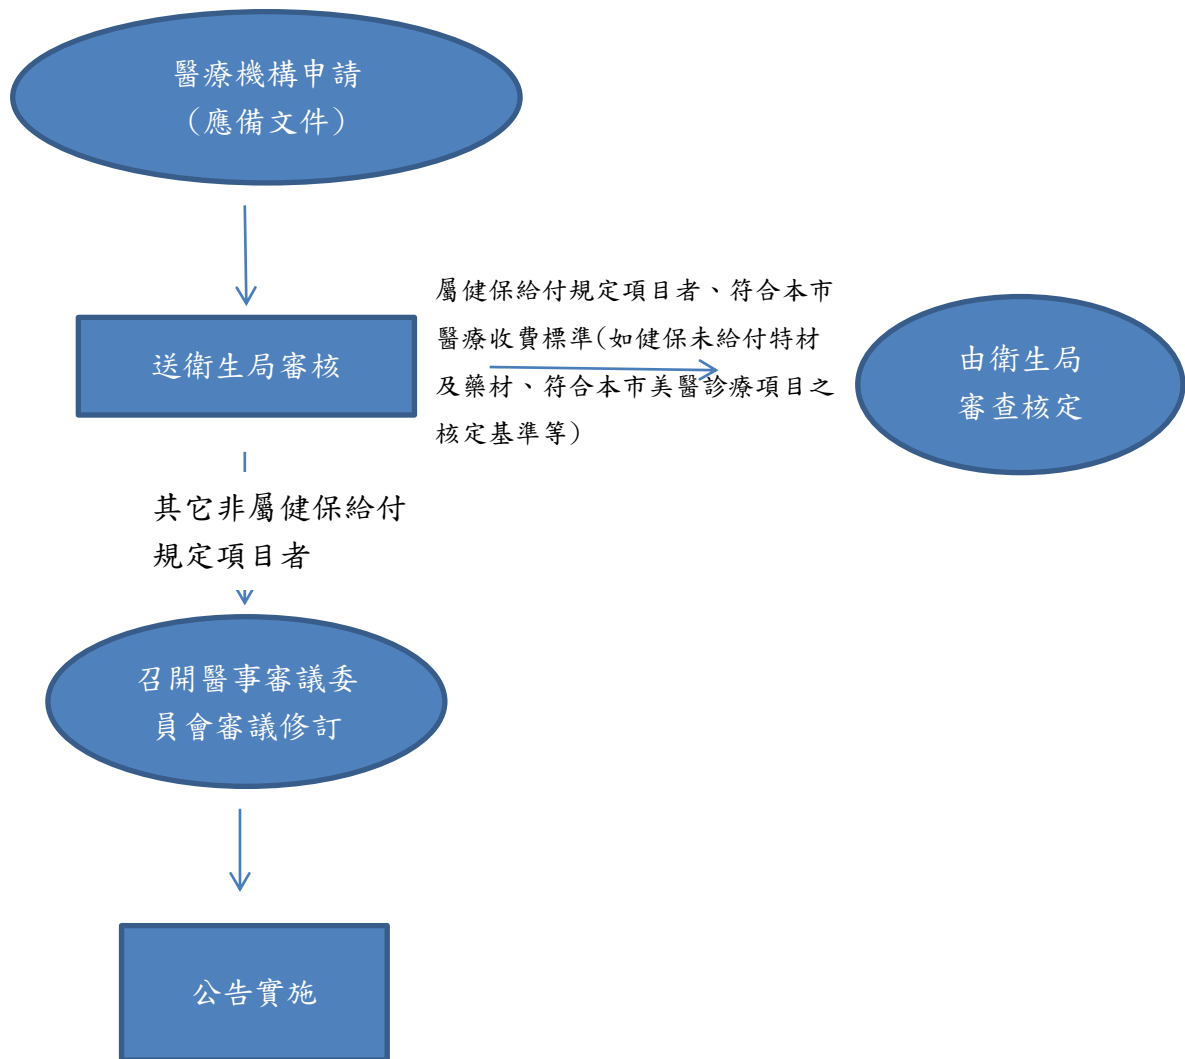 醫療機構申請
（應備文件）
屬健保給付規定項目者、符合本市
醫療收費標準(如健保未給付特材
及藥材、符合本市美醫診療項目之
核定基準等）
送衛生局審核
由衛生局
審查核定
其它非屬健保給付
規定項目者
召開醫事審議委
員會審議修訂
公告實施